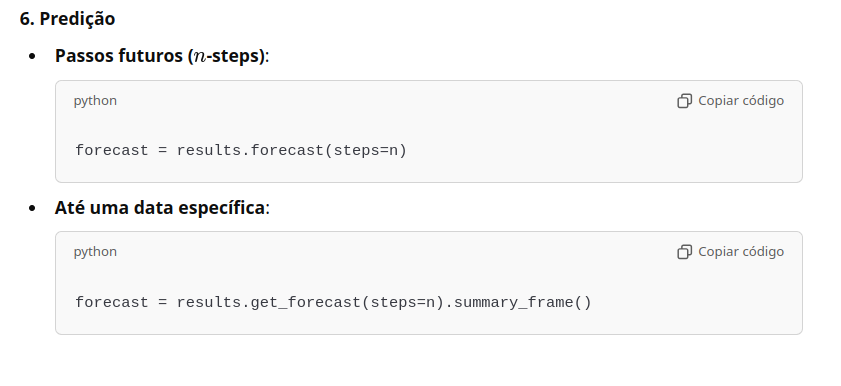 6. Predição
Passos futuros (n-steps):
python
Copiar código
forecast = results.forecast(steps=n)
Até uma data específica:
python
Copiar código
forecast = results.get_forecast(steps=n).summary_frame()